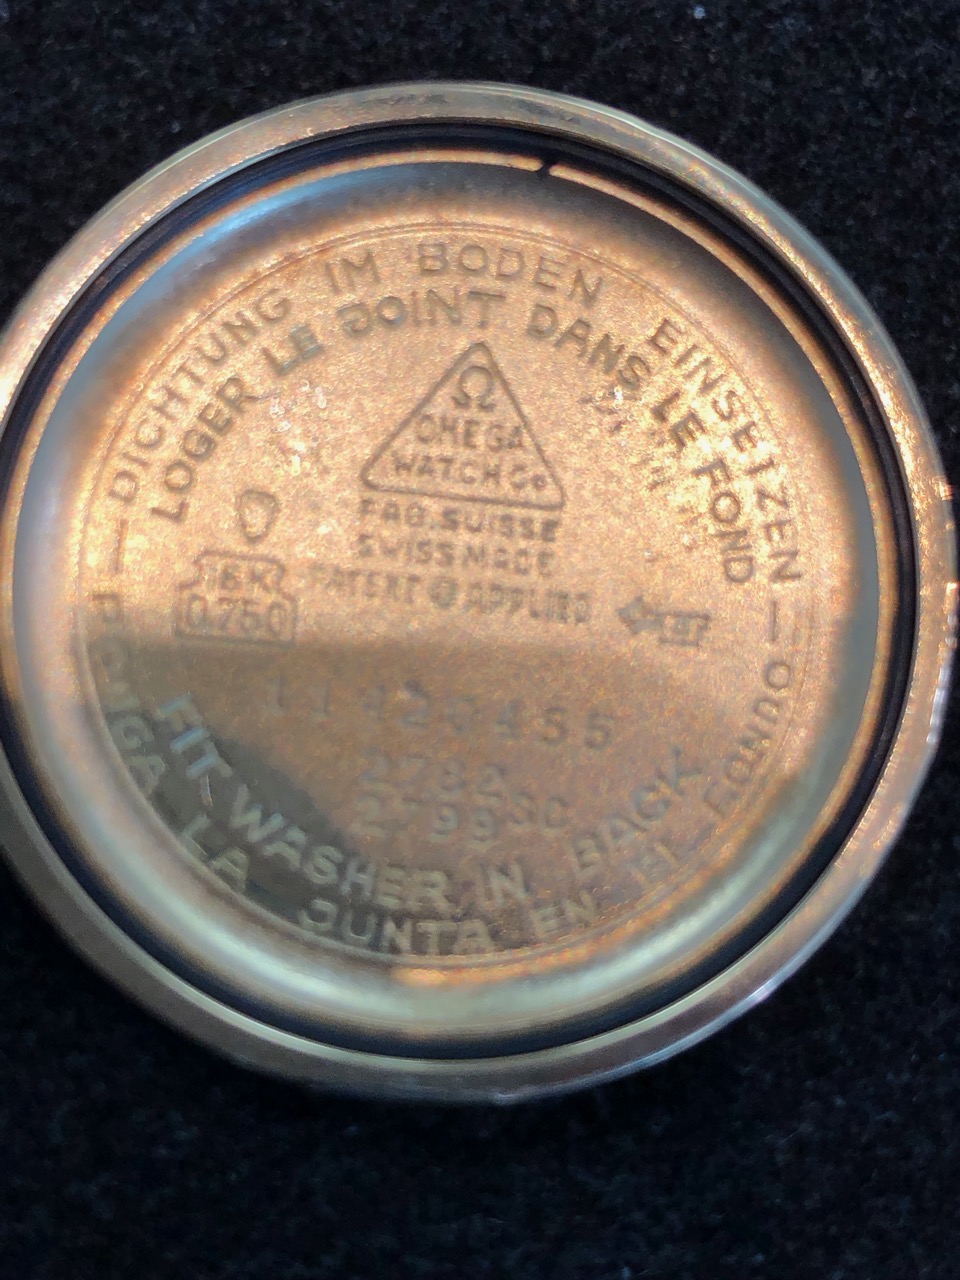 DICHTUNG IM BODEN EINSEIZEN
LOGER LE JOINT DANS LE FOND
Ω
OMEGA
WATCH Co
FAB. SUISSE
SWISS MADE
PATENT @ APPLIED
18K
0.750
2782
2799 SC
FIT WASHER IN BACK
PONGA LA JUNTA EN EL FONDO